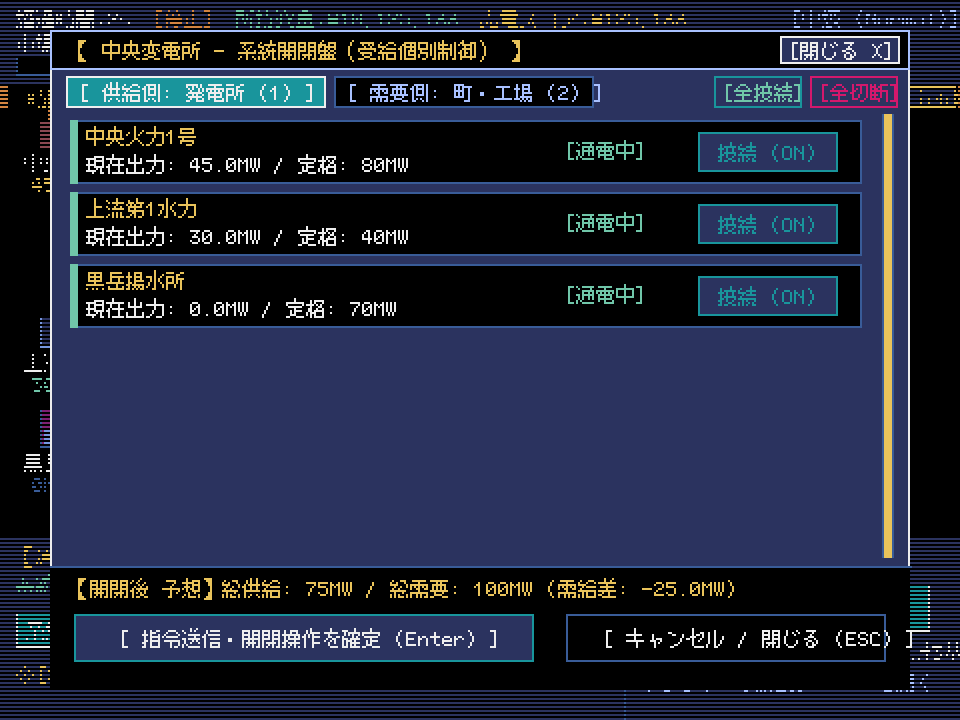 【 中央変電所 - 系統開閉盤 (受給個別制御) 】
[閉じる X]
[ 供給側: 発電所 (1) ]
[ 需要側: 町・工場 (2) ]
[全接続]
[全切断]
中央火力1号
現在出力: 45.0MW / 定格: 80MW
[通電中]
接続 (ON)
上流第1水力
現在出力: 30.0MW / 定格: 40MW
[通電中]
接続 (ON)
黒岳揚水所
現在出力: 0.0MW / 定格: 70MW
[通電中]
接続 (ON)
【開閉後 予想】総供給: 75MW / 総需要: 100MW (需給差: -25.0MW)
[ 指令送信・開閉操作を確定 (Enter) ]
[ キャンセル / 閉じる (ESC) ]